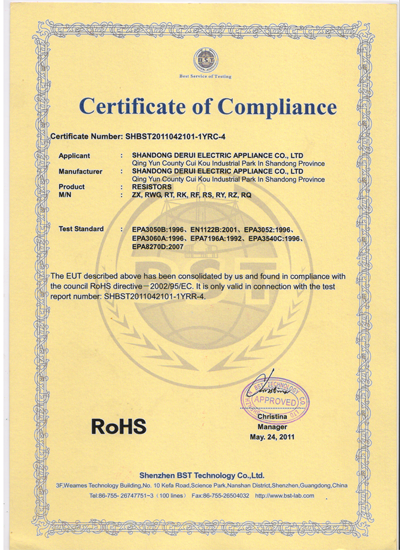 Best Service of Testing
Certificate of Compliance
Certificate Number: SHBST2011042101-1YRC-4
Applicant : SHANDONG DERUI ELECTRIC APPLIANCE CO., LTD
Qing Yun County Cui Kou Industrial Park In Shandong Province
Manufacturer : SHANDONG DERUI ELECTRIC APPLIANCE CO., LTD
Qing Yun County Cui Kou Industrial Park In Shandong Province
Product : RESISTORS
M/N : ZX, RWG, RT, RK, RF, RS, RY, RZ, RQ
Test Standard : EPA3050B:1996, EN1122B:2001, EPA3052:1996,
EPA3060A:1996, EPA7196A:1992, EPA3540C:1996,
EPA8270D:2007
BST
The EUT described above has been consolidated by us and found in compliance with
the council RoHS directive－2002/95/EC. It is only valid in connection with the test
report number: SHBST2011042101-1YRR-4.
Christina
APPROVED
Christina
Manager
May. 24, 2011
RoHS
Shenzhen BST Technology Co.,Ltd.
3F,Weames Technology Building,No. 10 Kefa Road,Science Park,Nanshan District,Shenzhen,Guangdong,China
Tel:86-755- 26747751~3 (100 lines) Fax:86-755-26504032 http://www.bst-lab.com